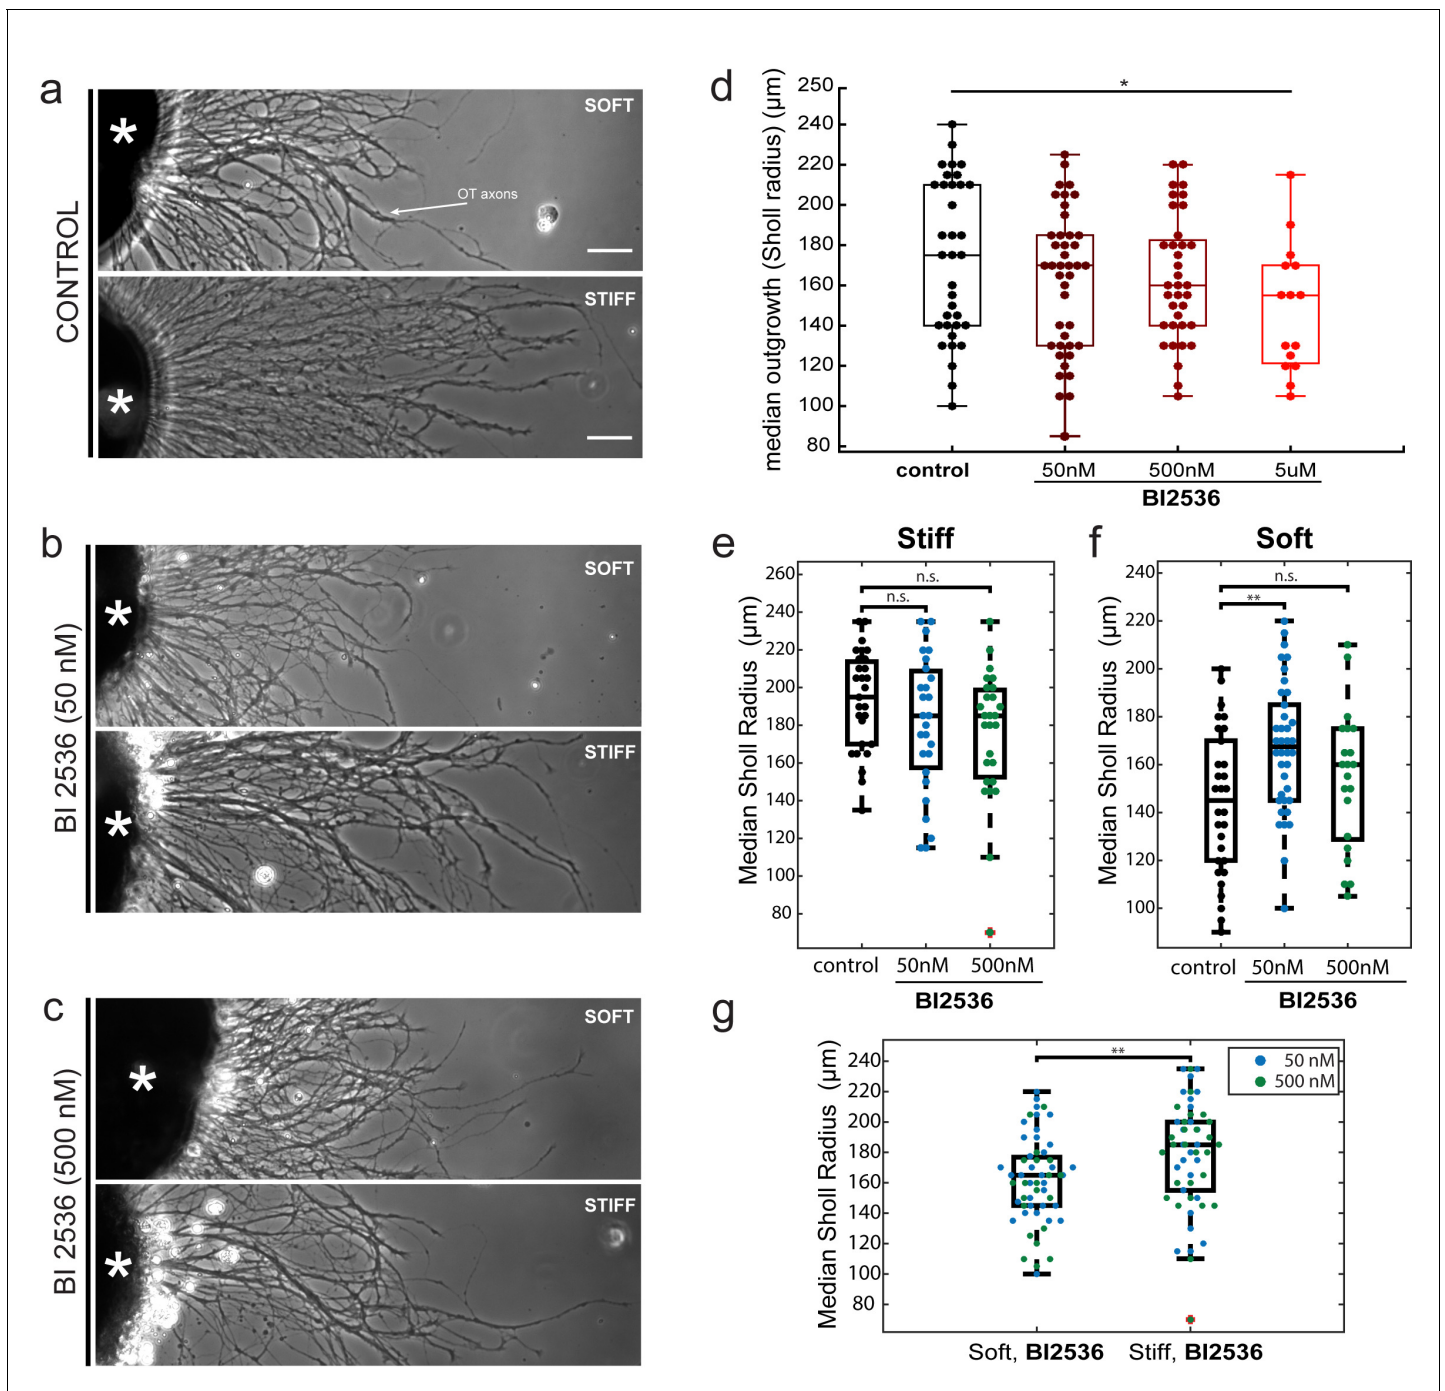 a
CONTROL
*
SOFT
OT axons
*
STIFF
b
BI 2536 (50 nM)
*
SOFT
*
STIFF
c
BI 2536 (500 nM)
*
SOFT
*
STIFF
d
median outgrowth (Sholl radius) (µm)
250
240
220
200
180
160
140
120
100
80
*
control
50nM
500nM
5uM
BI2536
e
Stiff
Median Sholl Radius (µm)
260
240
220
200
180
160
140
120
100
80
n.s.
n.s.
control
50nM
500nM
BI2536
f
Soft
Median Sholl Radius (µm)
240
220
200
180
160
140
120
100
n.s.
**
control
50nM
500nM
BI2536
g
Median Sholl Radius (µm)
240
220
200
180
160
140
120
100
80
**
50 nM
500 nM
Soft, BI2536
Stiff, BI2536